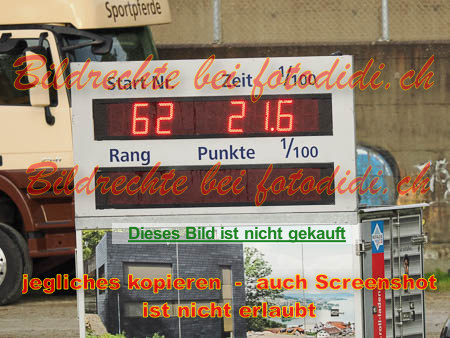 Sportpferde
Bildrechte bei fotodidi.ch
Start Nr. Zeit 1/100
62 21.6
Rang Punkte 1/100
Bildrechte bei fotodidi.ch
Dieses Bild ist nicht gekauft
jegliches kopieren - auch Screenshot
ist nicht erlaubt